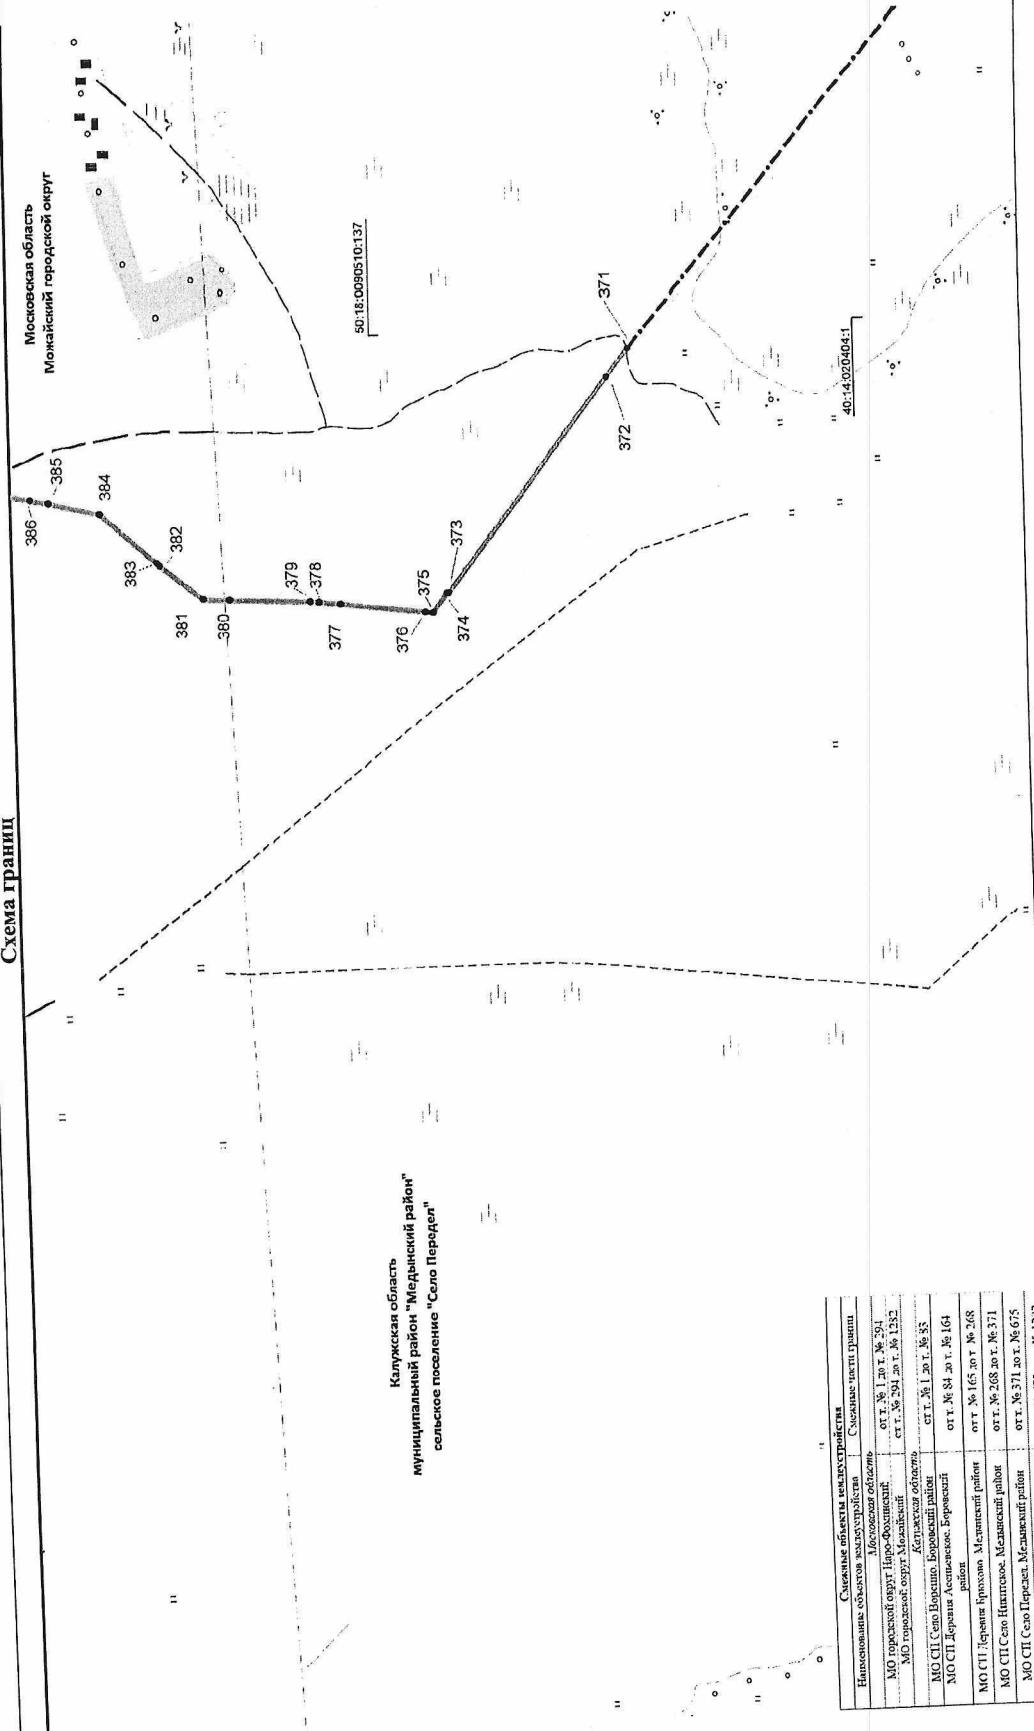 Схема границ
Московская область
Можайский городской округ
386
385
384
383
382
381
380
379
378
377
376
375
374
373
372
371
50:18:0090510:137
40:14:020404:1
Калужская область
муниципальный район "Медынский район"
сельское поселение "Село Передел"
Смежные объекты землеустройства
Наименование объектов землеустройства Смежные части границ
Московская область
МО городской округ Наро-Фоминский от т. № 1 до т. № 294
МО городской округ Можайский от т. № 294 до т. № 1282
Калужская область
МО СП Село Ворсино, Боровский район от т. № 1 до т. № 83
МО СП Деревня Асеньевское, Боровский район от т. № 84 до т. № 164
МО СП Деревня Брюхово, Медынский район от т. № 165 до т. № 268
МО СП Село Никитское, Медынский район от т. № 268 до т. № 371
МО СП Село Передел, Медынский район от т. № 371 до т. № 675